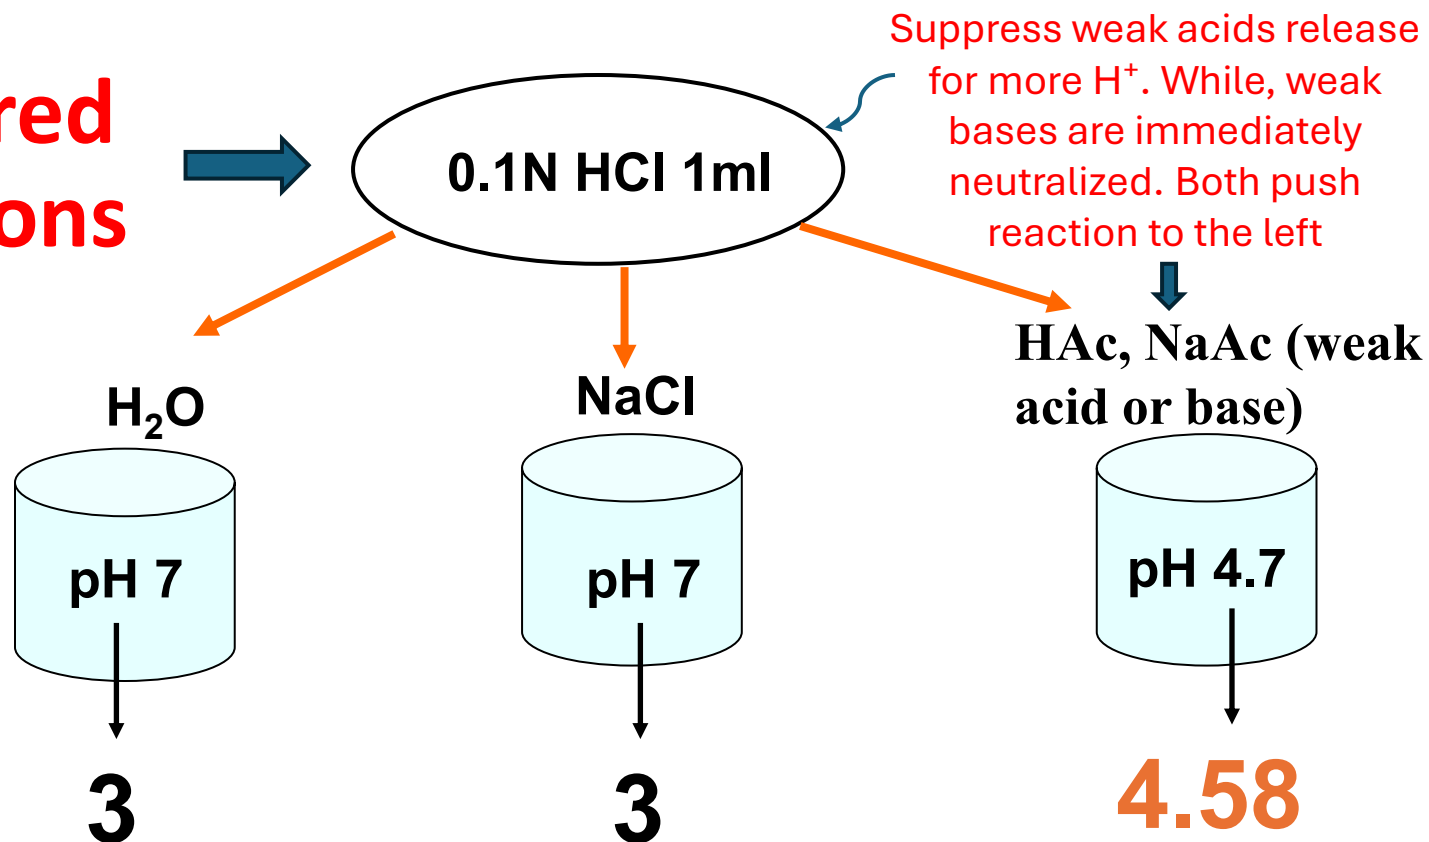 red
ons
Suppress weak acids release
for more H⁺. While, weak
bases are immediately
neutralized. Both push
reaction to the left
0.1N HCl 1ml
H₂O
NaCl
HAc, NaAc (weak
acid or base)
pH 7
pH 7
pH 4.7
3
3
4.58